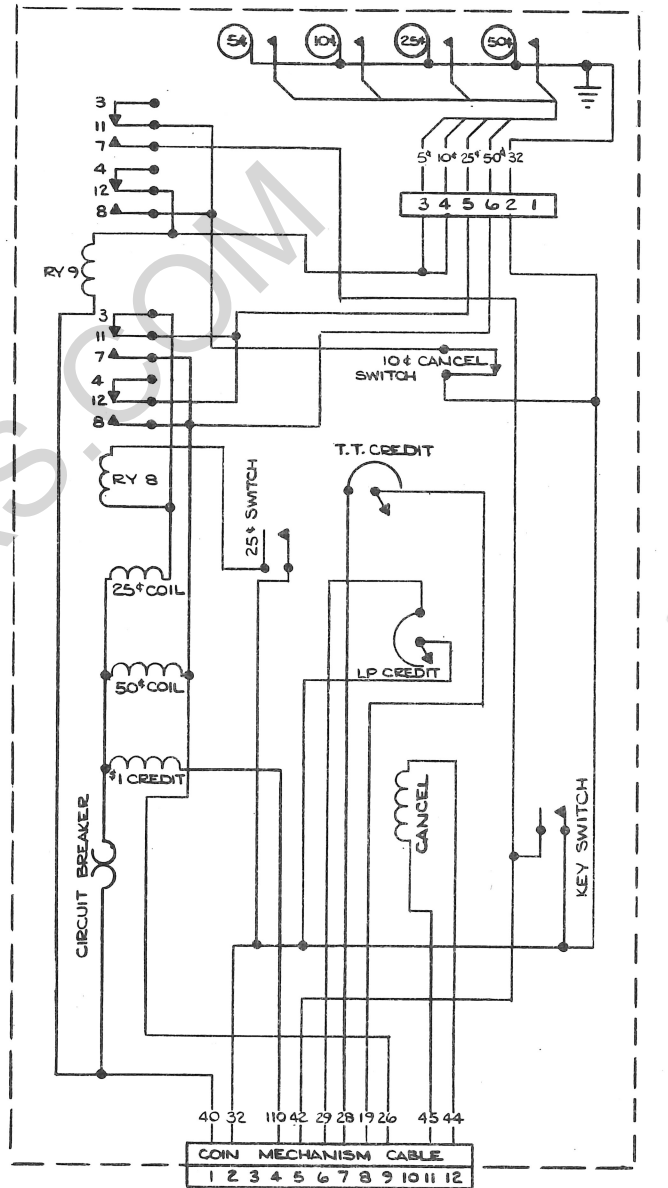 5¢ 10¢ 25¢ 50¢
3
11
7
4
12
8
5¢ 10¢ 25¢ 50¢ 32
3 4 5 6 2 1
RY 9
3
11
7
4
12
8
10¢ CANCEL
SWITCH
RY 8
25¢ SWITCH
T.T. CREDIT
25¢ COIL
50¢ COIL
LP CREDIT
$1 CREDIT
CANCEL
CIRCUIT BREAKER
KEY SWITCH
40 32 110 42 29 28 19 26 45 44
COIN MECHANISM CABLE
1 2 3 4 5 6 7 8 9 10 11 12
S.COM